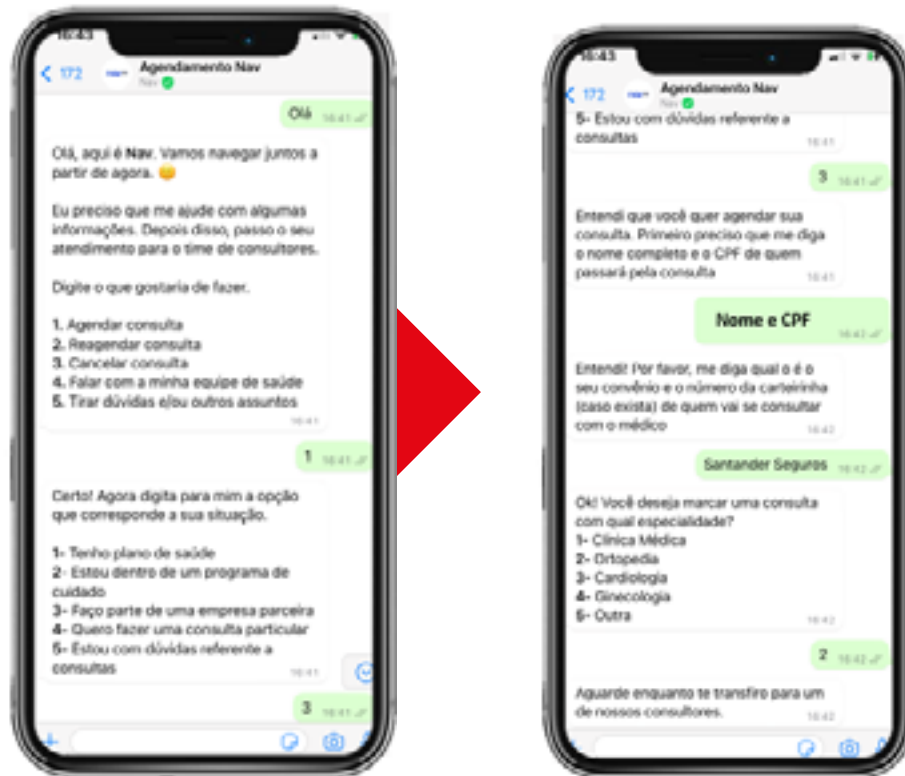 16:43
172
Agendamento Nav
Nav
Olá 16:41
Olá, aqui é Nav. Vamos navegar juntos a
partir de agora.
Eu preciso que me ajude com algumas
informações. Depois disso, passo o seu
atendimento para o time de consultores.
Digite o que gostaria de fazer.
1. Agendar consulta
2. Reagendar consulta
3. Cancelar consulta
4. Falar com a minha equipe de saúde
5. Tirar dúvidas e/ou outros assuntos
16:41
1 16:41
Certo! Agora digita para mim a opção
que corresponde a sua situação.
1- Tenho plano de saúde
2- Estou dentro de um programa de
cuidado
3- Faço parte de uma empresa parceira
4- Quero fazer uma consulta particular
5- Estou com dúvidas referente a
consultas 16:41
3 16:41
16:43
172
Agendamento Nav
Nav
5- Estou com dúvidas referente a
consultas 16:41
3 16:41
Entendi que você quer agendar sua
consulta. Primeiro preciso que me diga
o nome completo e o CPF de quem
passará pela consulta 16:41
Nome e CPF
16:42
Entendi! Por favor, me diga qual o é o
seu convênio e o número da carteirinha
(caso exista) de quem vai se consultar
com o médico 16:42
Santander Seguros 16:42
Ok! Você deseja marcar uma consulta
com qual especialidade?
1- Clínica Médica
2- Ortopedia
3- Cardiologia
4- Ginecologia
5- Outra 16:42
2 16:42
Aguarde enquanto te transfiro para um
de nossos consultores. 16:42